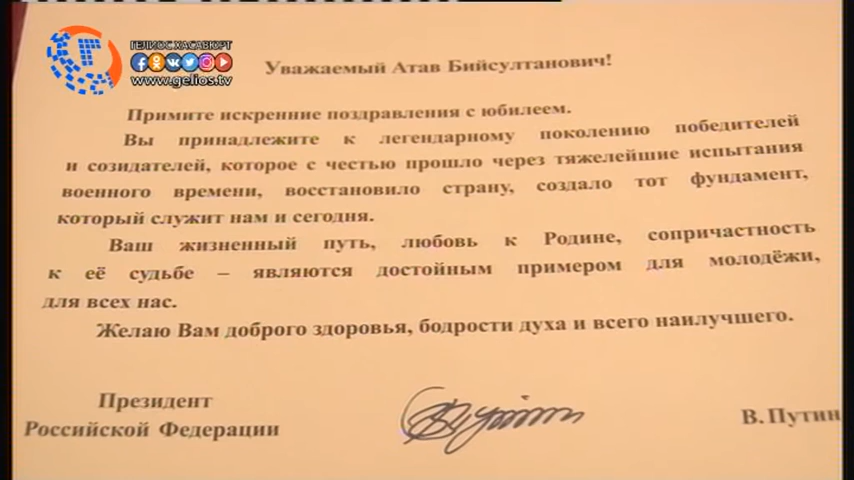 ГЕЛИОС ХАСАВЮРТ
www.gelios.tv
Уважаемый Атав Бийсултанович!
Примите искренние поздравления с юбилеем.
Вы принадлежите к легендарному поколению победителей
и созидателей, которое с честью прошло через тяжелейшие испытания
военного времени, восстановило страну, создало тот фундамент,
который служит нам и сегодня.
Ваш жизненный путь, любовь к Родине, сопричастность
к её судьбе – являются достойным примером для молодёжи,
для всех нас.
Желаю Вам доброго здоровья, бодрости духа и всего наилучшего.
Президент
Российской Федерации
В. Путин